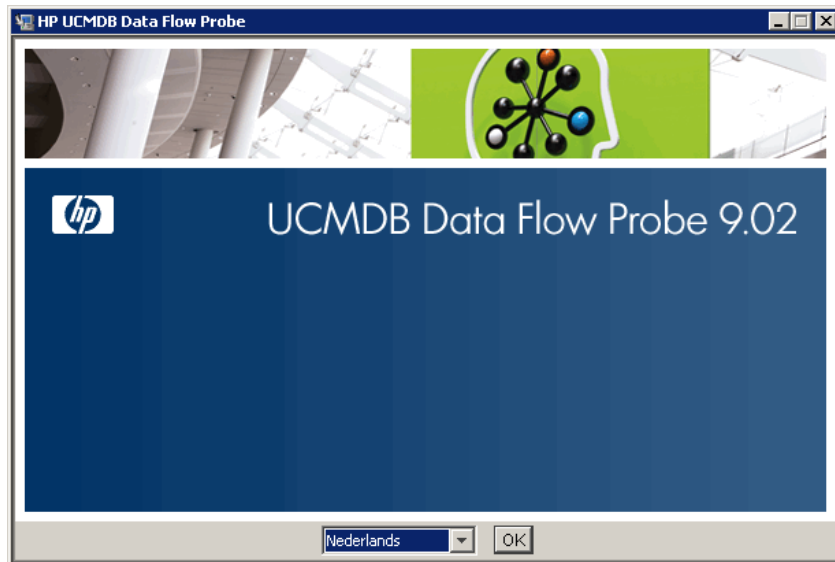 HP UCMDB Data Flow Probe
hp
UCMDB Data Flow Probe 9.02
Nederlands
OK